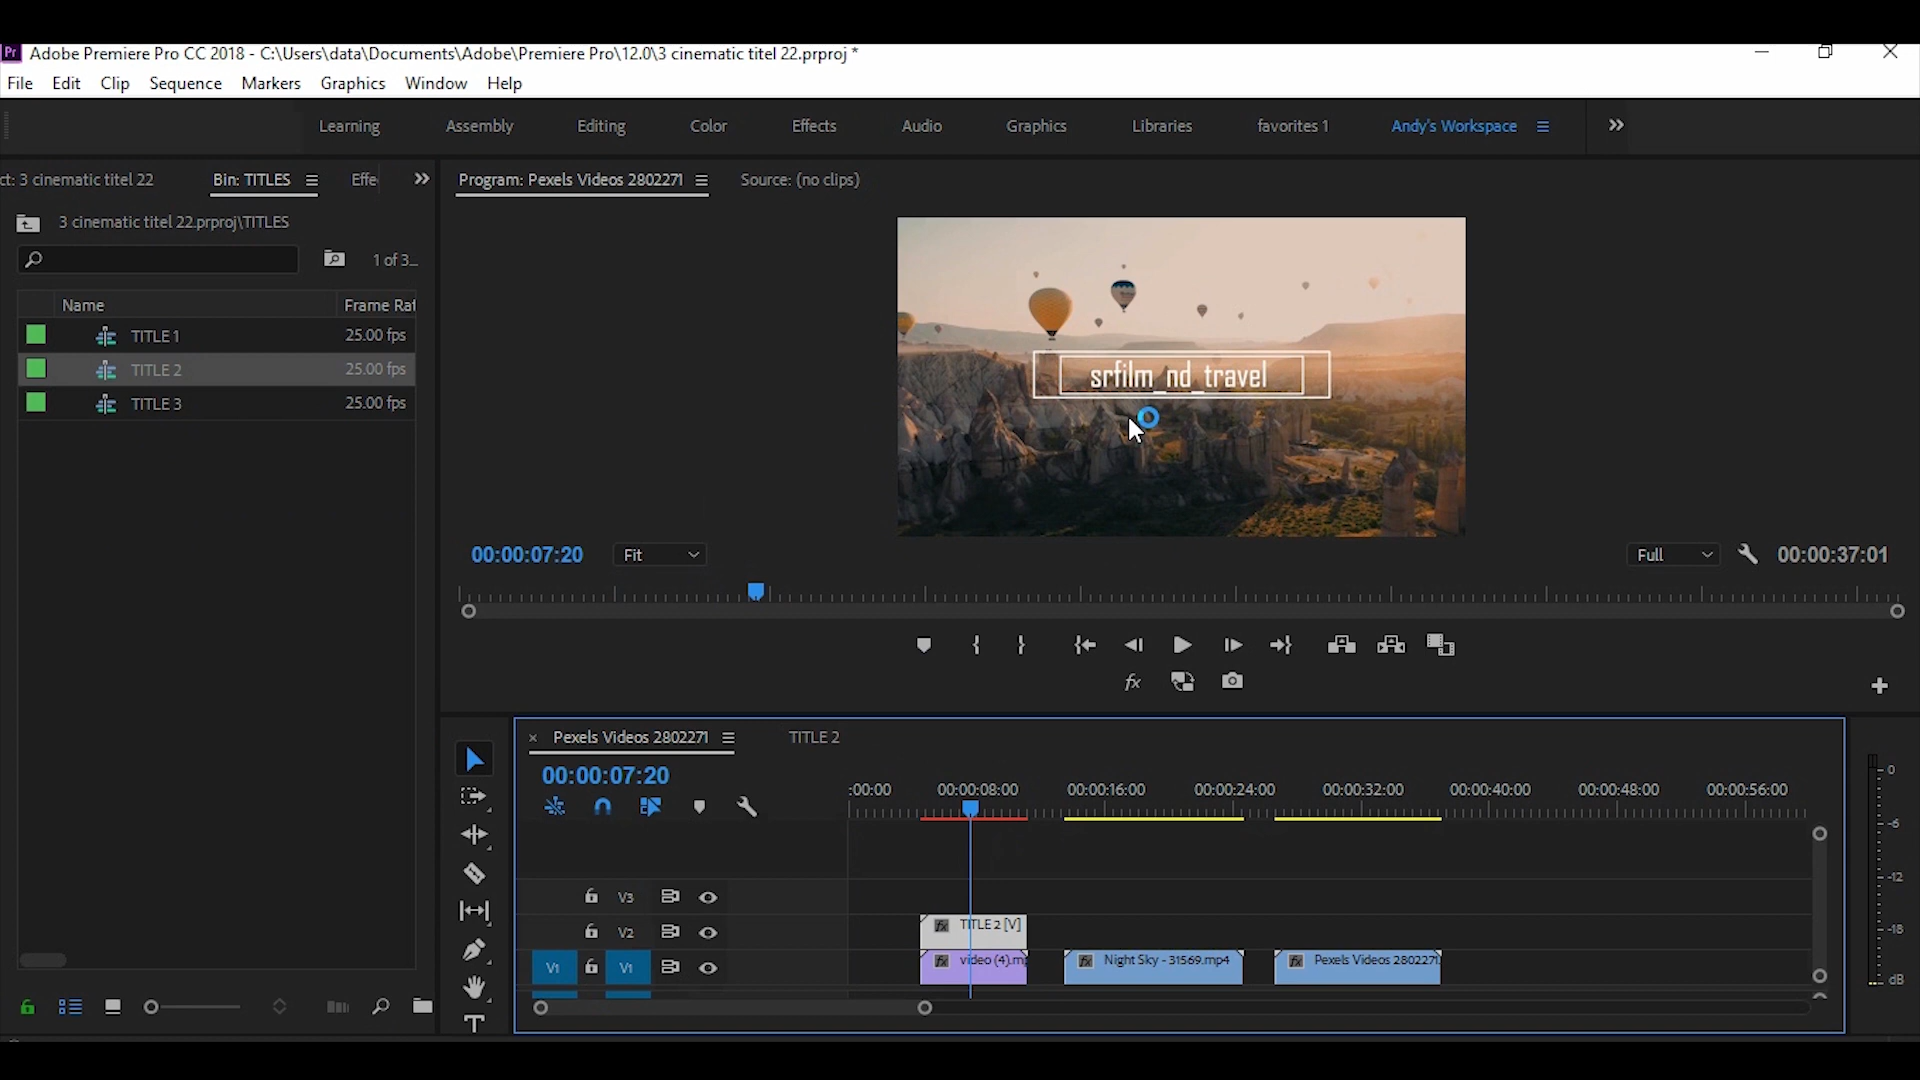 Pr Adobe Premiere Pro CC 2018 - C:\Users\data\Documents\Adobe\Premiere Pro\12.0\3 cinematic titel 22.prproj *
File Edit Clip Sequence Markers Graphics Window Help
Learning Assembly Editing Color Effects Audio Graphics Libraries favorites 1 Andy's Workspace
ct: 3 cinematic titel 22 Bin: TITLES Effe
Program: Pexels Videos 2802271 Source: (no clips)
3 cinematic titel 22.prproj\TITLES
1 of 3...
Name Frame Rat
TITLE 1 25.00 fps
TITLE 2 25.00 fps
TITLE 3 25.00 fps
srfilm_nd_travel
00:00:07:20 Fit Full 00:00:37:01
fx
Pexels Videos 2802271 TITLE 2
00:00:07:20
:00:00 00:00:08:00 00:00:16:00 00:00:24:00 00:00:32:00 00:00:40:00 00:00:48:00 00:00:56:00
V3
V2 fx TITLE 2 [V]
V1 V1 fx video (4).mp fx Night Sky - 31569.mp4 fx Pexels Videos 2802271.
0
-6
-12
-18
dB